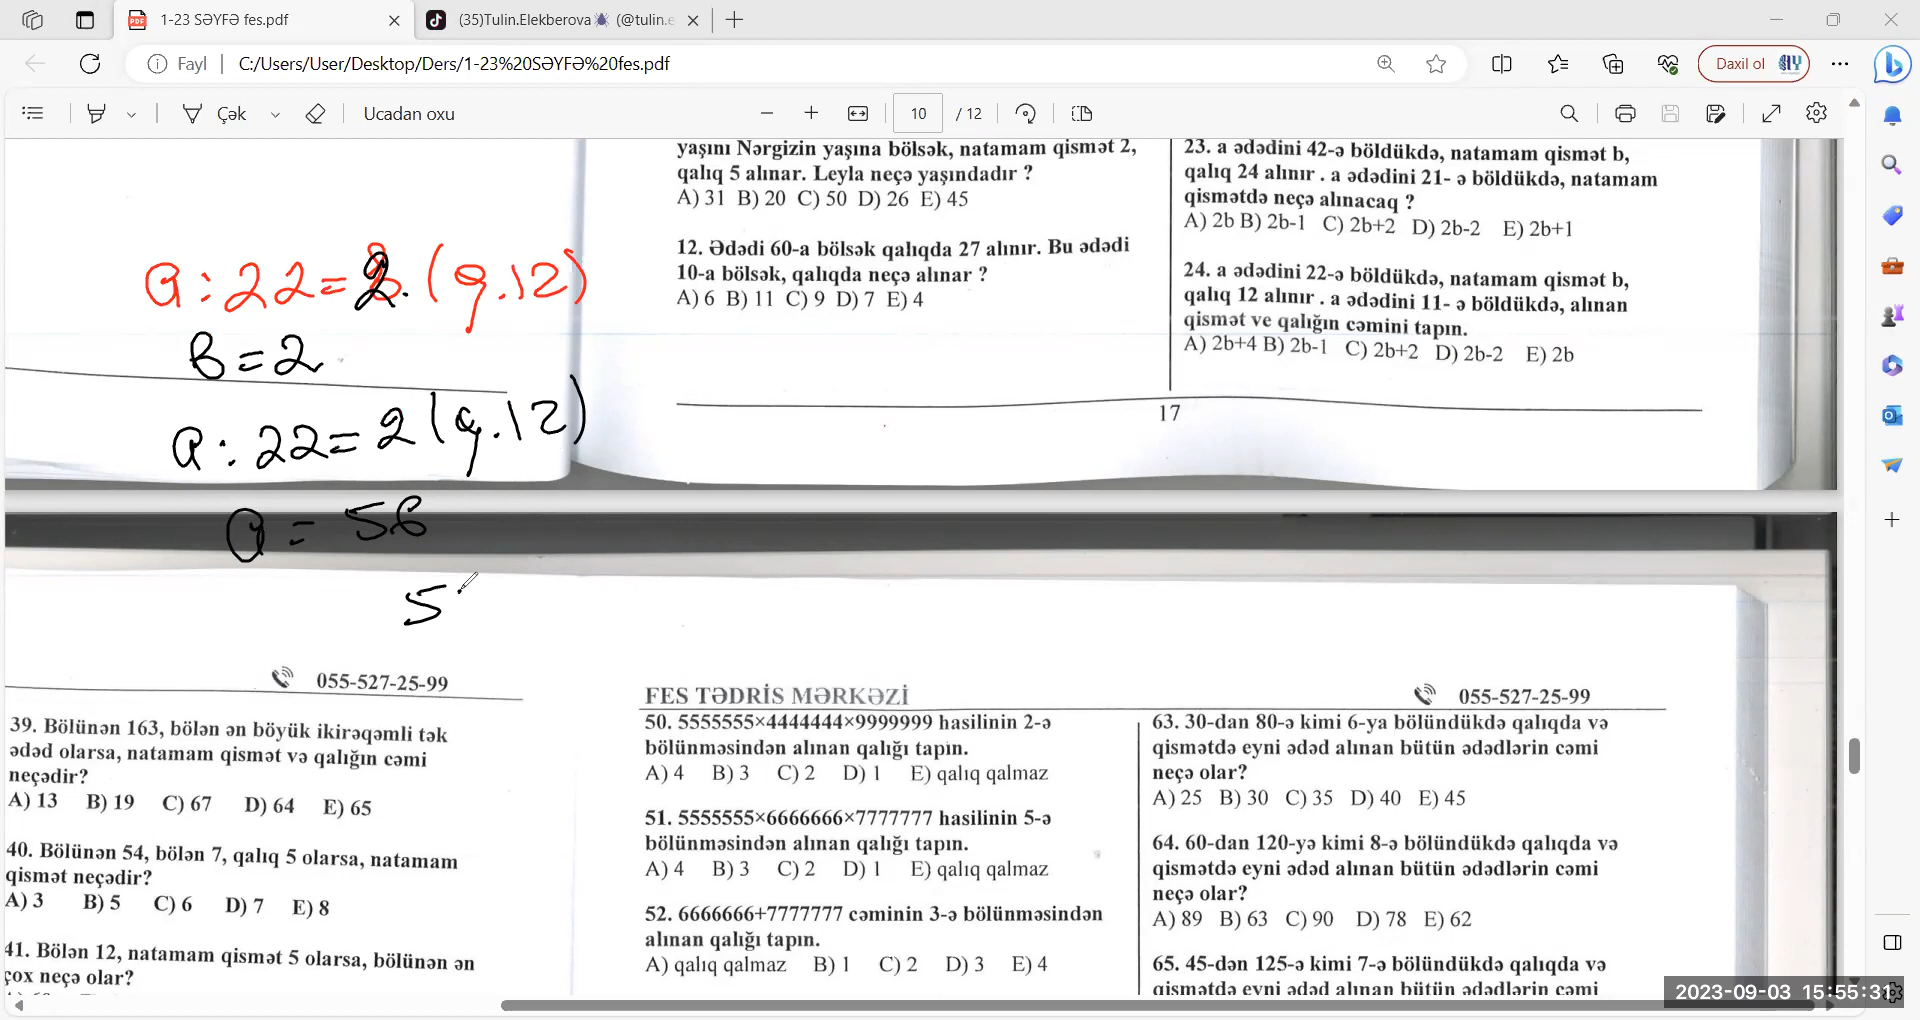 1-23 SƏYFƏ fes.pdf
(35)Tulin.Elekberova🕷️ (@tulin.e
Fayl
C:/Users/User/Desktop/Ders/1-23%20SƏYFƏ%20fes.pdf
Daxil ol
Çək
Ucadan oxu
10 / 12
a : 22 = 2. (q.12)
B = 2
a : 22 = 2 (q.12)
a = 56
5
yaşını Nərgizin yaşına bölsək, natamam qismət 2,
qalıq 5 alınar. Leyla neçə yaşındadır ?
A) 31 B) 20 C) 50 D) 26 E) 45
12. Ədədi 60-a bölsək qalıqda 27 alınır. Bu ədədi
10-a bölsək, qalıqda neçə alınar ?
A) 6 B) 11 C) 9 D) 7 E) 4
23. a ədədini 42-ə böldükdə, natamam qismət b,
qalıq 24 alınır . a ədədini 21- ə böldükdə, natamam
qismətdə neçə alınacaq ?
A) 2b B) 2b-1 C) 2b+2 D) 2b-2 E) 2b+1
24. a ədədini 22-ə böldükdə, natamam qismət b,
qalıq 12 alınır . a ədədini 11- ə böldükdə, alınan
qismət ve qalığın cəmini tapın.
A) 2b+4 B) 2b-1 C) 2b+2 D) 2b-2 E) 2b
17
055-527-25-99
39. Bölünən 163, bölən ən böyük ikirəqəmli tək
ədəd olarsa, natamam qismət və qalığın cəmi
neçədir?
A) 13 B) 19 C) 67 D) 64 E) 65
40. Bölünən 54, bölən 7, qalıq 5 olarsa, natamam
qismət neçədir?
A) 3 B) 5 C) 6 D) 7 E) 8
41. Bölən 12, natamam qismət 5 olarsa, bölünən ən
çox neçə olar?
FES TƏDRİS MƏRKƏZİ
055-527-25-99
50. 5555555×4444444×9999999 hasilinin 2-ə
bölünməsindən alınan qalığı tapın.
A) 4 B) 3 C) 2 D) 1 E) qalıq qalmaz
51. 5555555×6666666×7777777 hasilinin 5-ə
bölünməsindən alınan qalığı tapın.
A) 4 B) 3 C) 2 D) 1 E) qalıq qalmaz
52. 6666666+7777777 cəminin 3-ə bölünməsindən
alınan qalığı tapın.
A) qalıq qalmaz B) 1 C) 2 D) 3 E) 4
63. 30-dan 80-ə kimi 6-ya bölündükdə qalıqda və
qismətdə eyni ədəd alınan bütün ədədlərin cəmi
neçə olar?
A) 25 B) 30 C) 35 D) 40 E) 45
64. 60-dan 120-yə kimi 8-ə bölündükdə qalıqda və
qismətdə eyni ədəd alınan bütün ədədlərin cəmi
neçə olar?
A) 89 B) 63 C) 90 D) 78 E) 62
65. 45-dən 125-ə kimi 7-ə bölündükdə qalıqda və
qismətdə eyni ədəd alınan bütün ədədlərin cəmi
2023-09-03 15:55:31